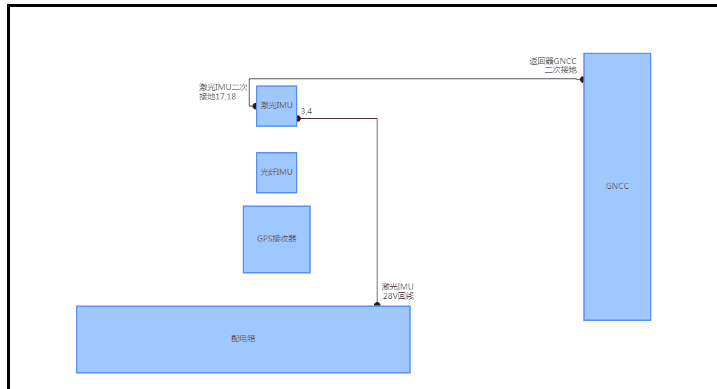 返回器GNCC
二次接地
激光IMU二次
接地17,18
激光IMU
3,4
光纤IMU
GNCC
GPS接收器
激光IMU
28V回线
配电箱